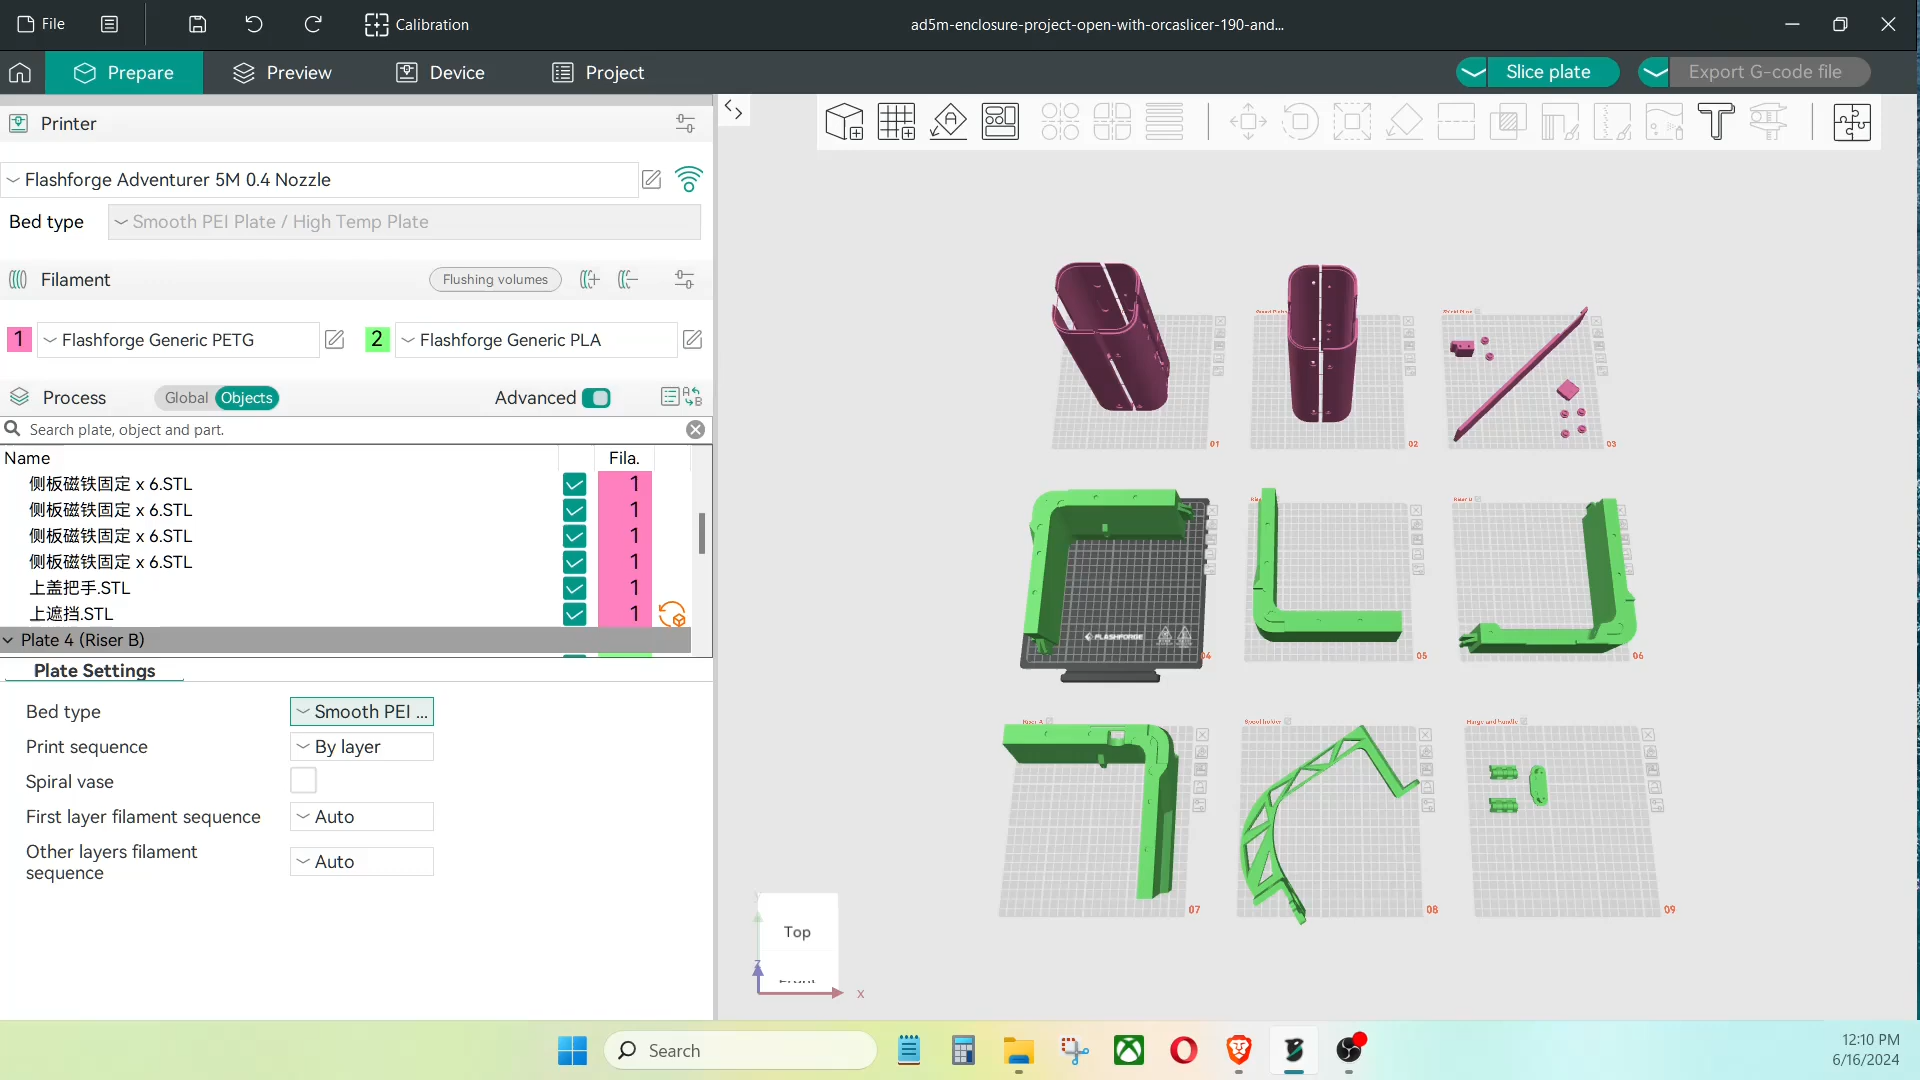 File
Calibration
ad5m-enclosure-project-open-with-orcaslicer-190-and...
Prepare
Preview
Device
Project
Slice plate
Export G-code file
Printer
Flashforge Adventurer 5M 0.4 Nozzle
Bed type
Smooth PEI Plate / High Temp Plate
Filament
Flushing volumes
1
Flashforge Generic PETG
2
Flashforge Generic PLA
Process
Global
Objects
Advanced
Search plate, object and part.
Name
Fila.
侧板磁铁固定 x 6.STL 1
侧板磁铁固定 x 6.STL 1
侧板磁铁固定 x 6.STL 1
侧板磁铁固定 x 6.STL 1
上盖把手.STL 1
上遮挡.STL 1
Plate 4 (Riser B)
Plate Settings
Bed type
Smooth PEI ...
Print sequence
By layer
Spiral vase
First layer filament sequence
Auto
Other layers filament
sequence
Auto
01
02
03
FLASHFORGE
04
05
06
Riser A
Spool holder
Hinge and handle
07
08
09
Top
Z
X
Search
12:10 PM
6/16/2024